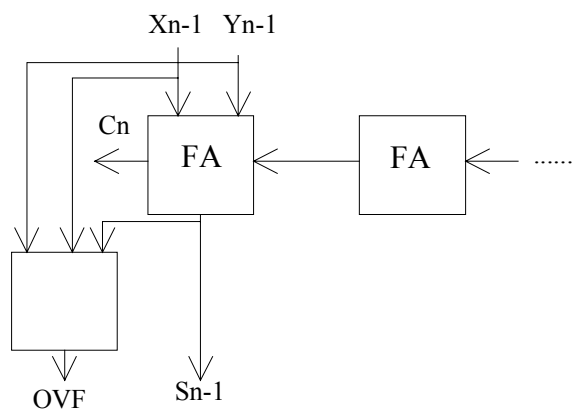 Xn-1 Yn-1
Cn
FA
FA
......
OVF
Sn-1